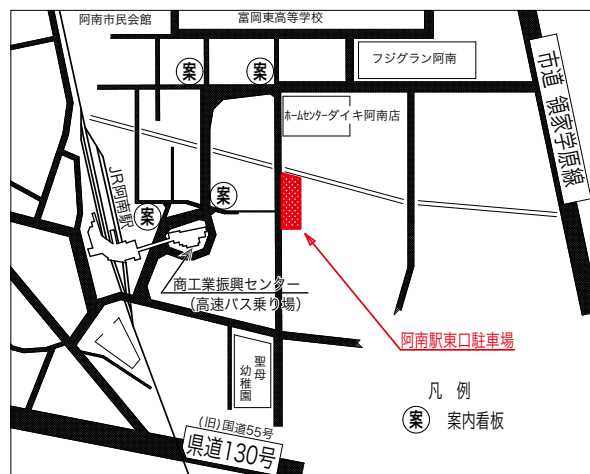 阿南市民会館
富岡東高等学校
案
案
フジグラン阿南
市道 領家学原線
ホームセンターダイキ阿南店
JR阿南駅
案
案
商工業振興センター
(高速バス乗り場)
阿南駅東口駐車場
聖母
幼稚園
凡 例
案 案内看板
(旧)国道55号
県道130号